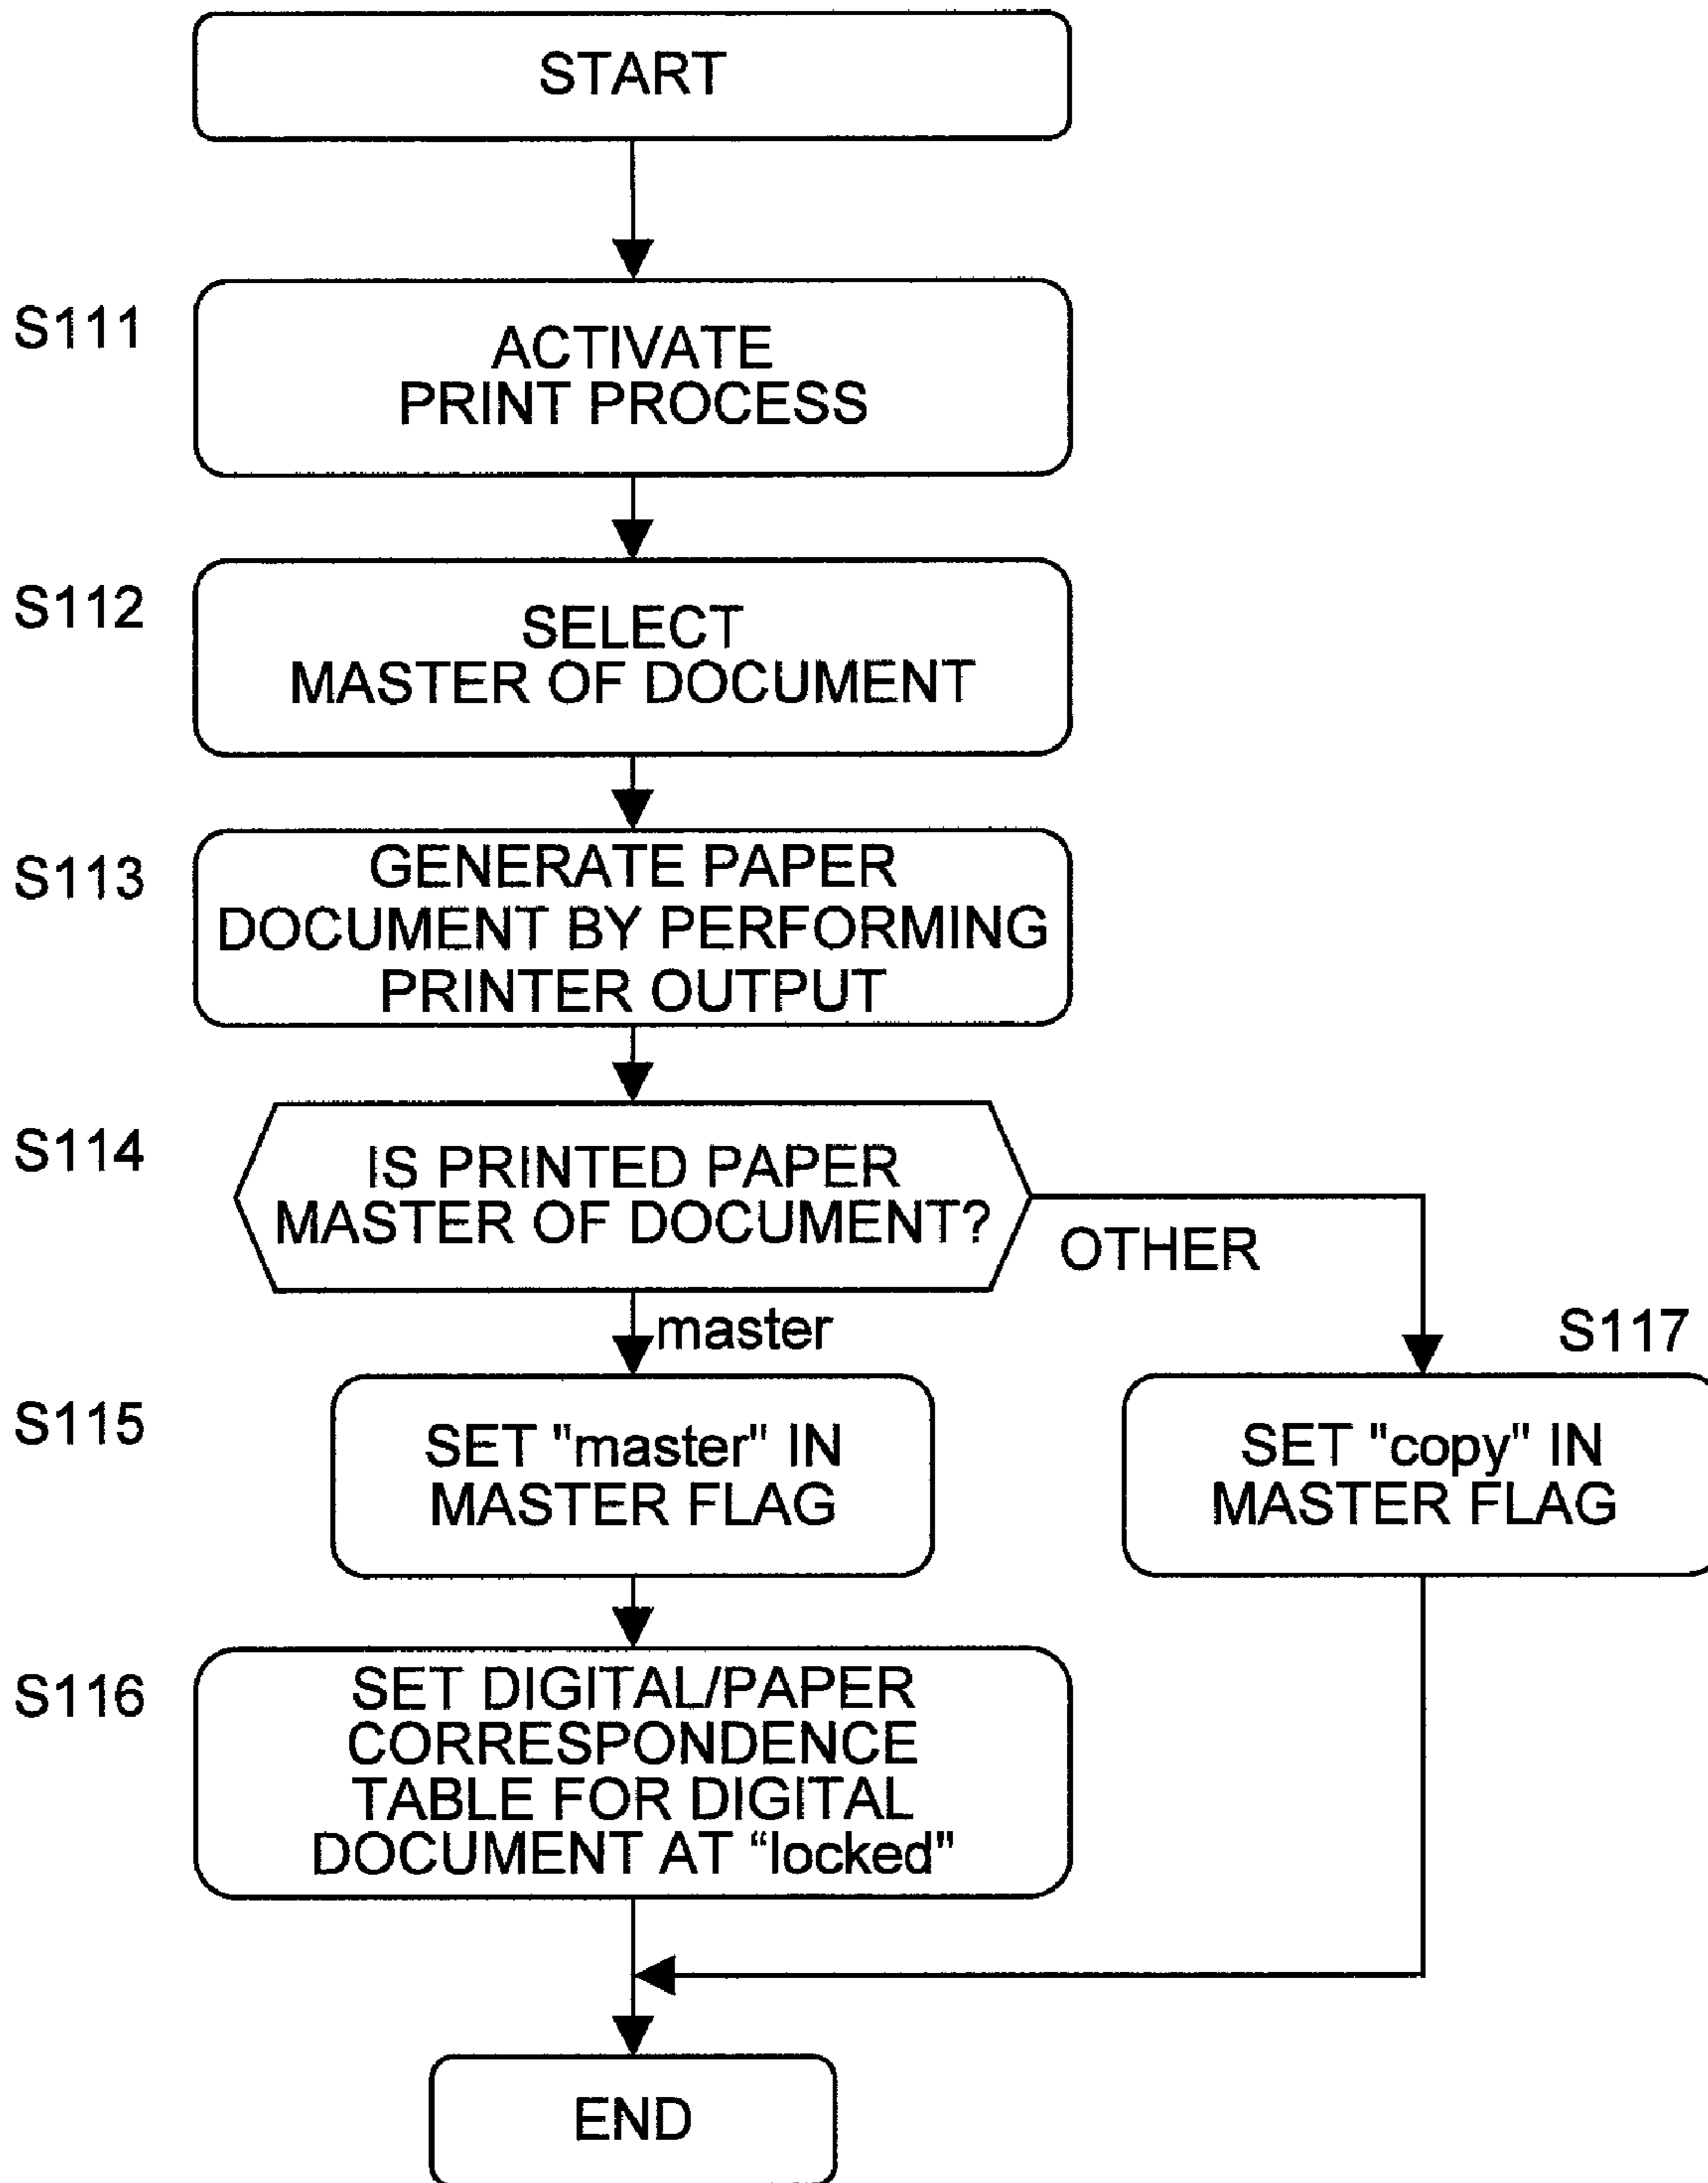 START
S111
ACTIVATE
PRINT PROCESS
S112
SELECT
MASTER OF DOCUMENT
S113
GENERATE PAPER
DOCUMENT BY PERFORMING
PRINTER OUTPUT
S114
IS PRINTED PAPER
MASTER OF DOCUMENT?
OTHER
master
S117
S115
SET "master" IN
MASTER FLAG
SET "copy" IN
MASTER FLAG
S116
SET DIGITAL/PAPER
CORRESPONDENCE
TABLE FOR DIGITAL
DOCUMENT AT “locked"
END